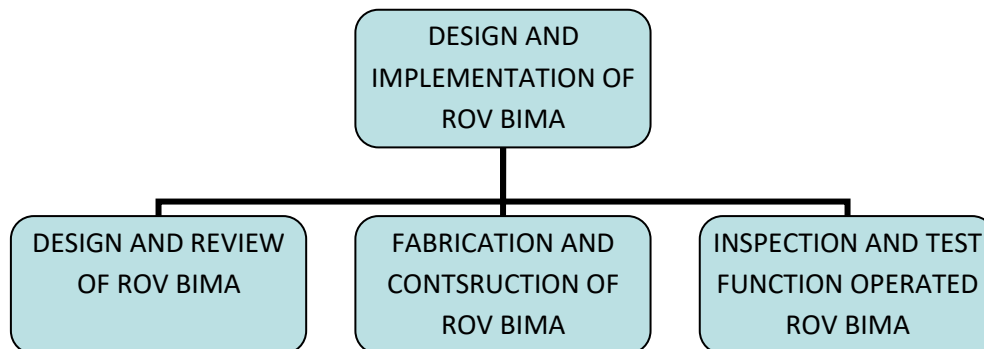 DESIGN AND
IMPLEMENTATION OF
ROV BIMA
DESIGN AND REVIEW
OF ROV BIMA
FABRICATION AND
CONTSRUCTION OF
ROV BIMA
INSPECTION AND TEST
FUNCTION OPERATED
ROV BIMA